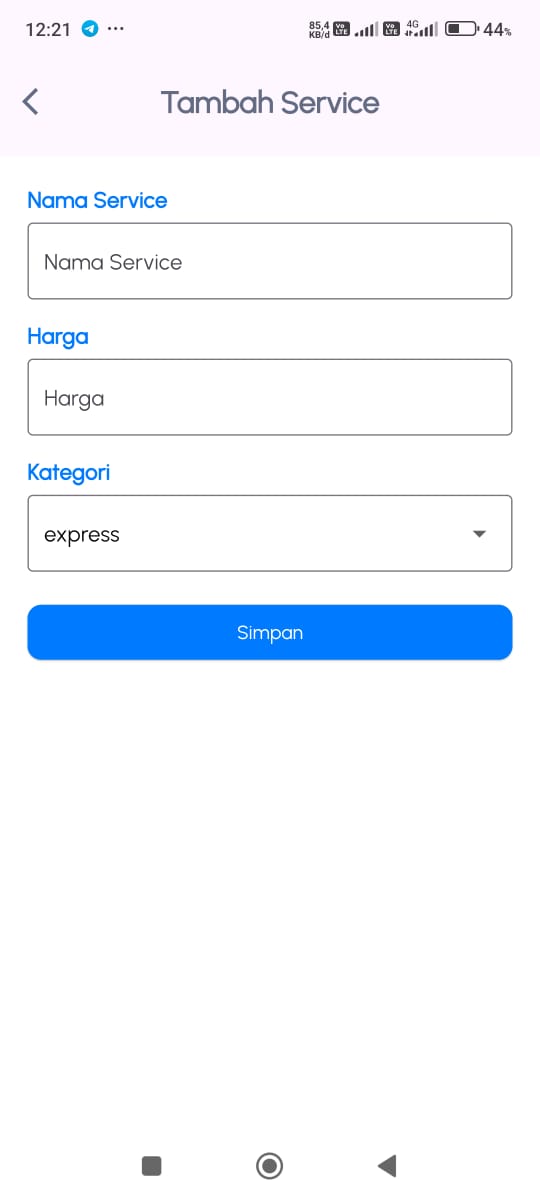 12:21 ... 85,4 KB/d Vo LTE Vo LTE 4G 44%
Tambah Service
Nama Service
Nama Service
Harga
Harga
Kategori
express
Simpan